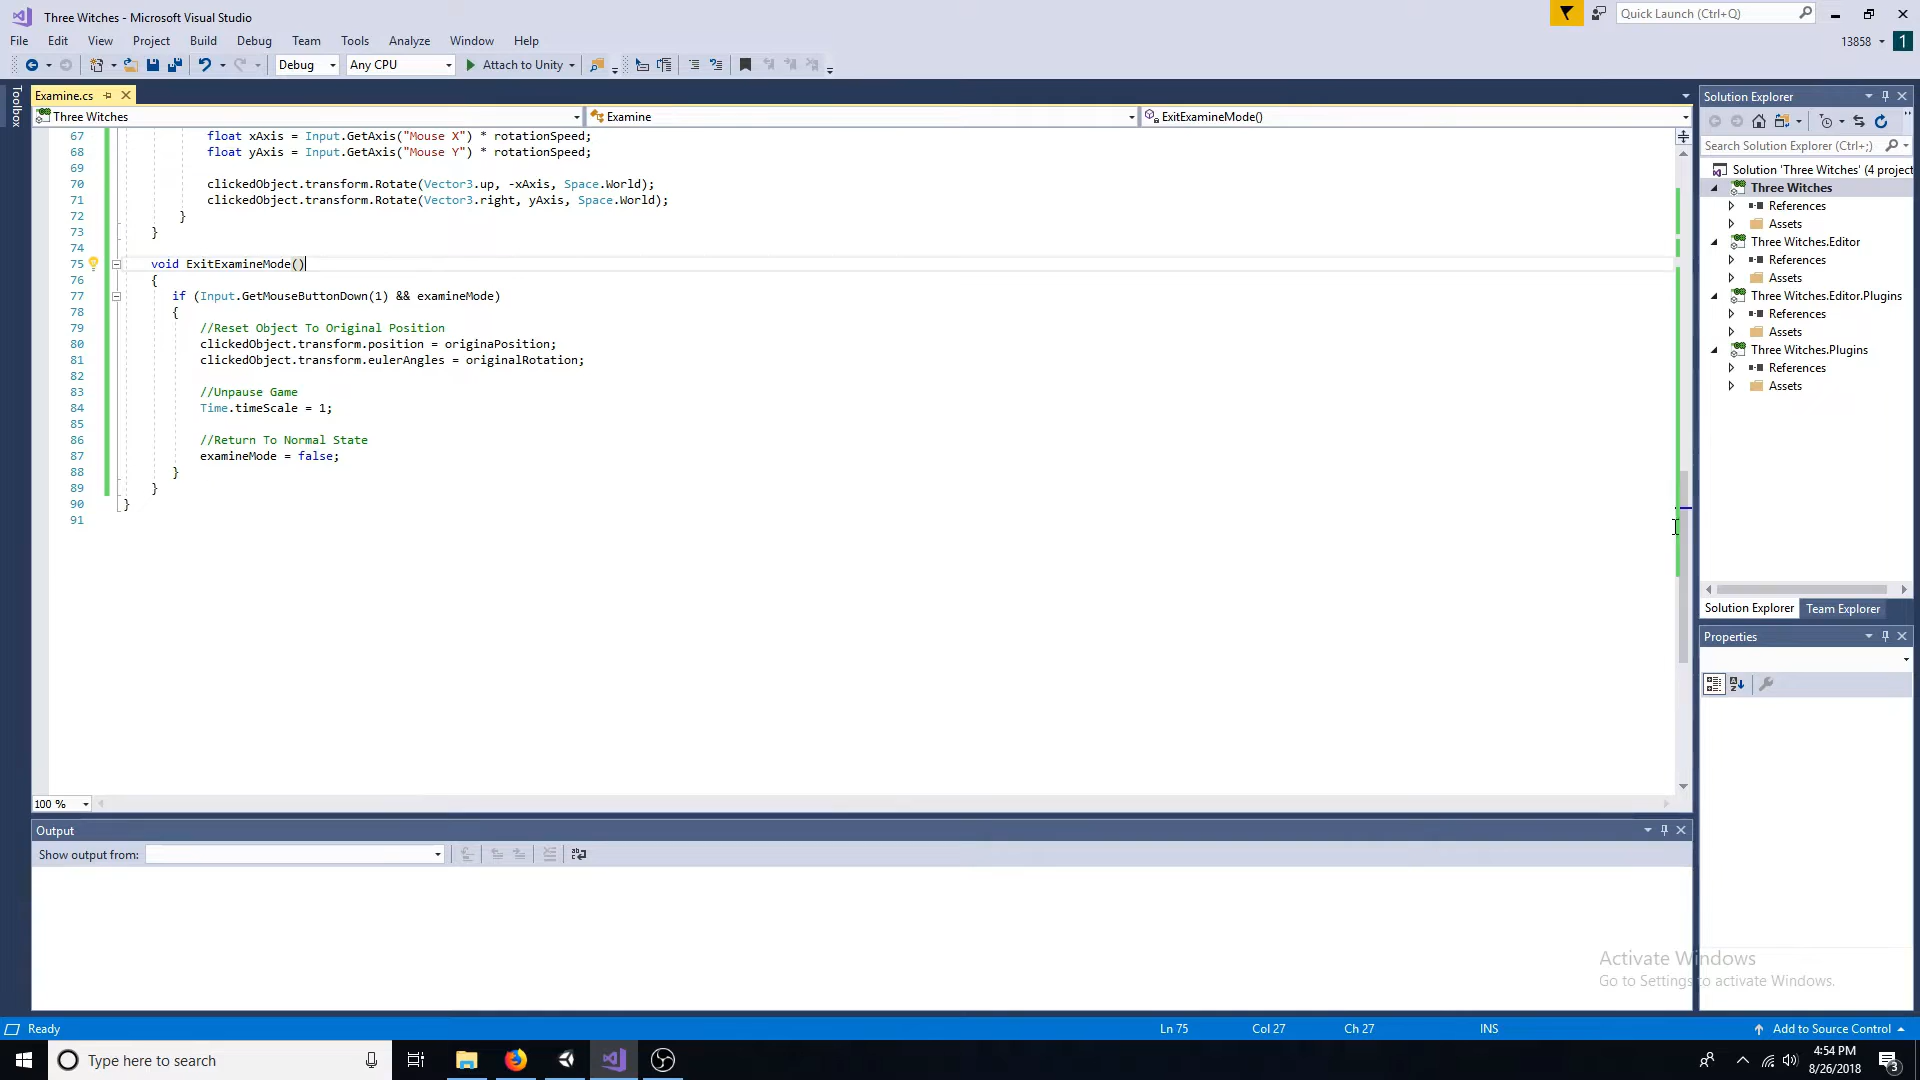 Three Witches - Microsoft Visual Studio
Quick Launch (Ctrl+Q)
File Edit View Project Build Debug Team Tools Analyze Window Help
13858
1
Debug Any CPU Attach to Unity
Toolbox
Examine.cs
Three Witches Examine ExitExamineMode()
67 float xAxis = Input.GetAxis("Mouse X") * rotationSpeed;
68 float yAxis = Input.GetAxis("Mouse Y") * rotationSpeed;
69
70 clickedObject.transform.Rotate(Vector3.up, -xAxis, Space.World);
71 clickedObject.transform.Rotate(Vector3.right, yAxis, Space.World);
72 }
73 }
74
75 void ExitExamineMode()
76 {
77 if (Input.GetMouseButtonDown(1) && examineMode)
78 {
79 //Reset Object To Original Position
80 clickedObject.transform.position = originaPosition;
81 clickedObject.transform.eulerAngles = originalRotation;
82
83 //Unpause Game
84 Time.timeScale = 1;
85
86 //Return To Normal State
87 examineMode = false;
88 }
89 }
90 }
91
100 %
Output
Show output from:
Solution Explorer
Search Solution Explorer (Ctrl+;)
Solution 'Three Witches' (4 project
Three Witches
References
Assets
Three Witches.Editor
References
Assets
Three Witches.Editor.Plugins
References
Assets
Three Witches.Plugins
References
Assets
Solution Explorer Team Explorer
Properties
Activate Windows
Go to Settings to activate Windows.
Ready Ln 75 Col 27 Ch 27 INS Add to Source Control
Type here to search
4:54 PM
8/26/2018
3